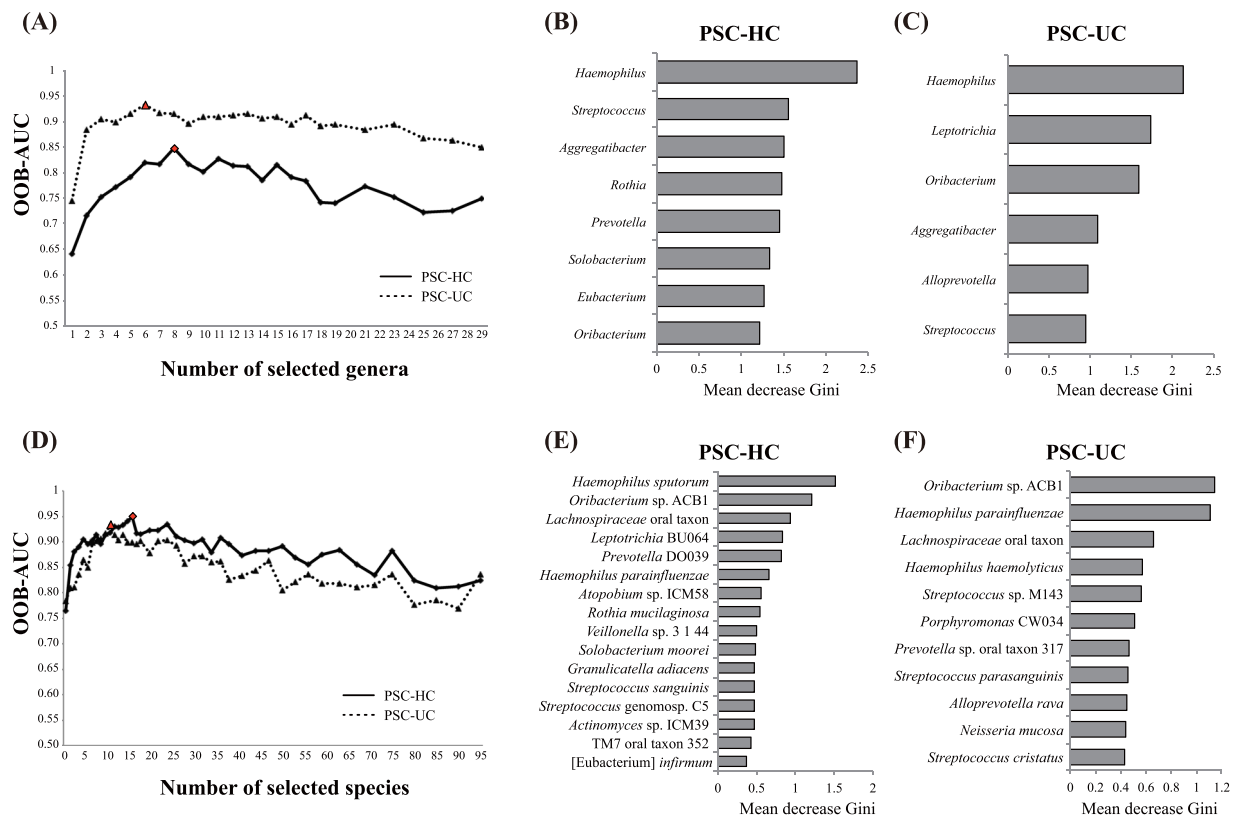 (A)
OOB-AUC
1
0.95
0.9
0.85
0.8
0.75
0.7
0.65
0.6
0.55
0.5
PSC-HC
PSC-UC
1 2 3 4 5 6 7 8 9 10 11 12 13 14 15 16 17 18 19 20 21 22 23 24 25 26 27 28 29
Number of selected genera
(B)
PSC-HC
Haemophilus
Streptococcus
Aggregatibacter
Rothia
Prevotella
Solobacterium
Eubacterium
Oribacterium
0 0.5 1 1.5 2 2.5
Mean decrease Gini
(C)
PSC-UC
Haemophilus
Leptotrichia
Oribacterium
Aggregatibacter
Alloprevotella
Streptococcus
0 0.5 1 1.5 2 2.5
Mean decrease Gini
(D)
OOB-AUC
1
0.95
0.90
0.85
0.80
0.75
0.70
0.65
0.60
0.55
0.50
PSC-HC
PSC-UC
0 5 10 15 20 25 30 35 40 45 50 55 60 65 70 75 80 85 90 95
Number of selected species
(E)
PSC-HC
Haemophilus sputorum
Oribacterium sp. ACB1
Lachnospiraceae oral taxon
Leptotrichia BU064
Prevotella DO039
Haemophilus parainfluenzae
Atopobium sp. ICM58
Rothia mucilaginosa
Veillonella sp. 3 1 44
Solobacterium moorei
Granulicatella adiacens
Streptococcus sanguinis
Streptococcus genomosp. C5
Actinomyces sp. ICM39
TM7 oral taxon 352
[Eubacterium] infirmum
0 0.5 1 1.5 2
Mean decrease Gini
(F)
PSC-UC
Oribacterium sp. ACB1
Haemophilus parainfluenzae
Lachnospiraceae oral taxon
Haemophilus haemolyticus
Streptococcus sp. M143
Porphyromonas CW034
Prevotella sp. oral taxon 317
Streptococcus parasanguinis
Alloprevotella rava
Neisseria mucosa
Streptococcus cristatus
0 0.2 0.4 0.6 0.8 1 1.2
Mean decrease Gini